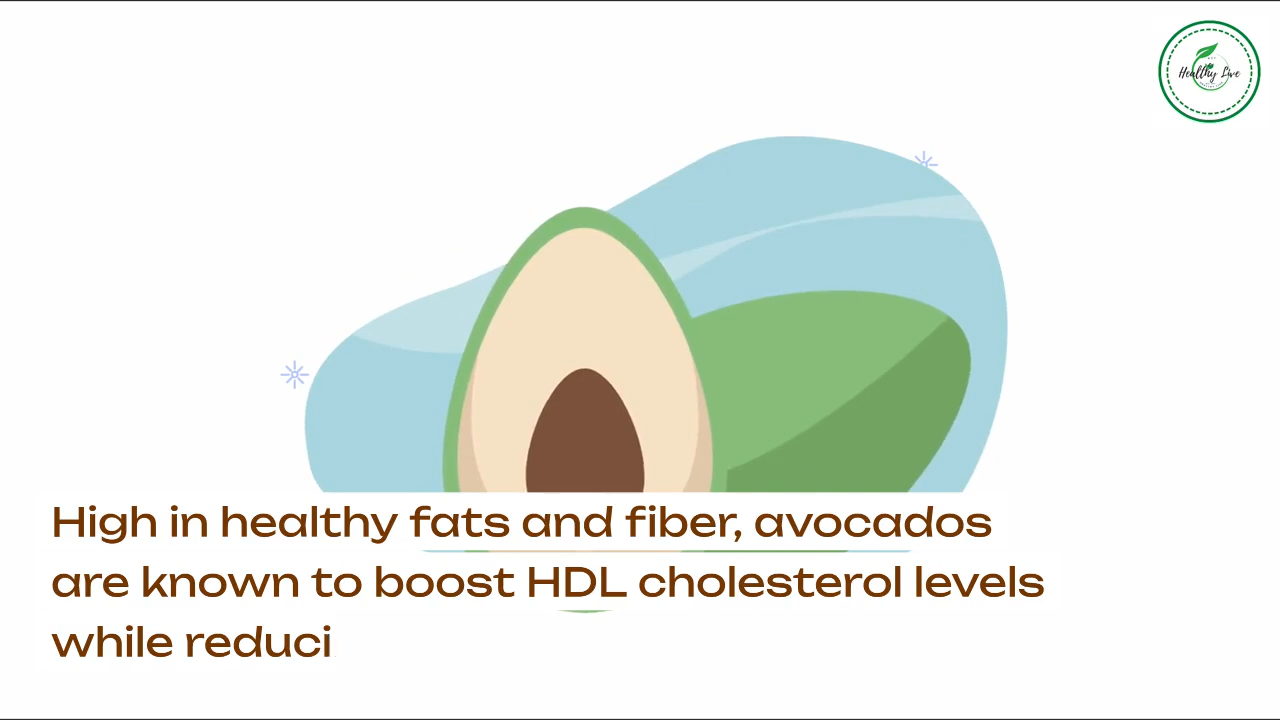 Healthy Live
High in healthy fats and fiber, avocados
are known to boost HDL cholesterol levels
while reduci